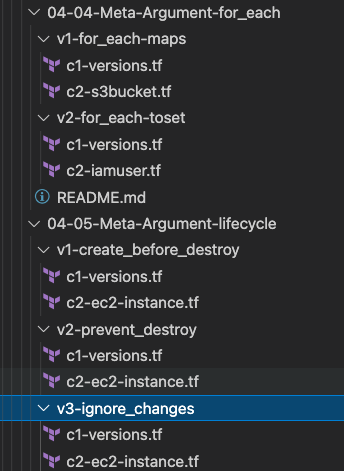 04-04-Meta-Argument-for_each
v1-for_each-maps
c1-versions.tf
c2-s3bucket.tf
v2-for_each-toset
c1-versions.tf
c2-iamuser.tf
README.md
04-05-Meta-Argument-lifecycle
v1-create_before_destroy
c1-versions.tf
c2-ec2-instance.tf
v2-prevent_destroy
c1-versions.tf
c2-ec2-instance.tf
v3-ignore_changes
c1-versions.tf
c2-ec2-instance.tf